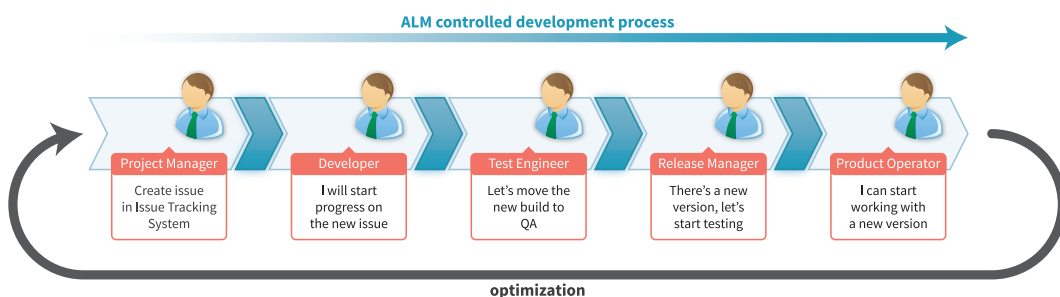 ALM controlled development process
Project Manager
Create issue
in Issue Tracking
System
Developer
I will start
progress on
the new issue
Test Engineer
Let's move the
new build to
QA
Release Manager
There's a new
version, let's
start testing
Product Operator
I can start
working with
a new version
optimization